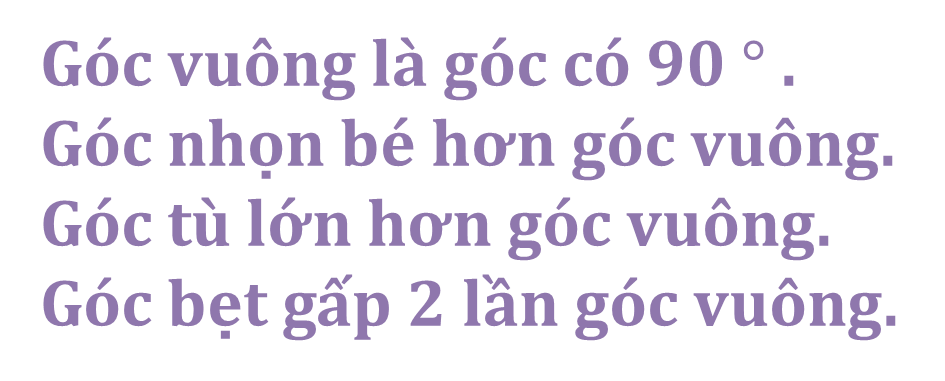 Góc vuông là góc có 90 ° .
Góc nhọn bé hơn góc vuông.
Góc tù lớn hơn góc vuông.
Góc bẹt gấp 2 lần góc vuông.